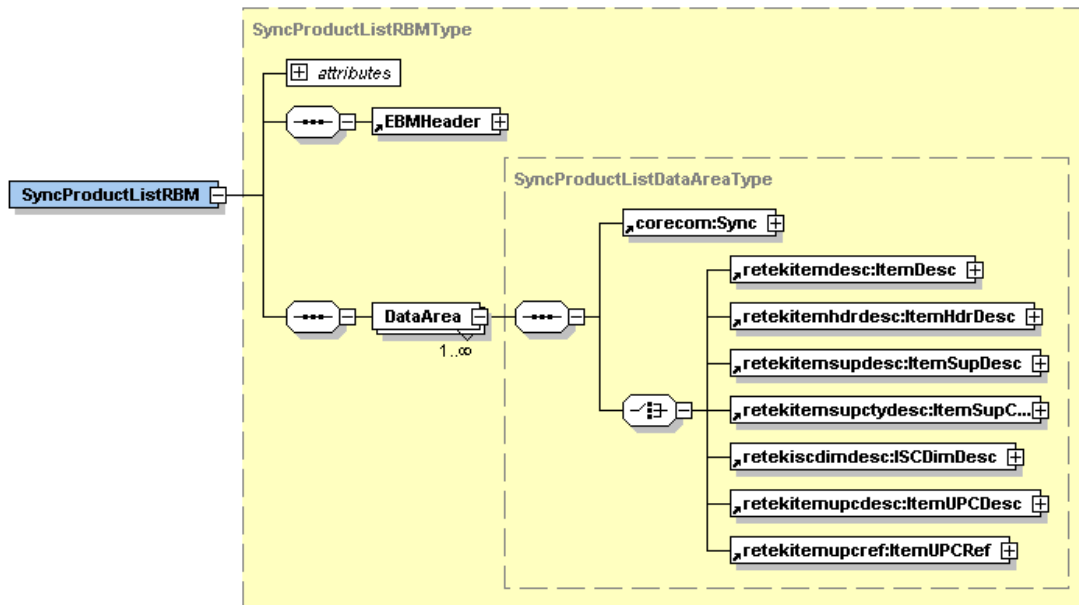 SyncProductListRBMType
attributes
EBMHeader
SyncProductListRBM
SyncProductListDataAreaType
corecom:Sync
retekitemdesc:ItemDesc
retekitemhdrdesc:ItemHdrDesc
DataArea
1..∞
retekitemsupdesc:ItemSupDesc
retekitemsupctydesc:ItemSupC...
retekiscdimdesc:ISCDimDesc
retekitemupcdesc:ItemUPCDesc
retekitemupcref:ItemUPCRef